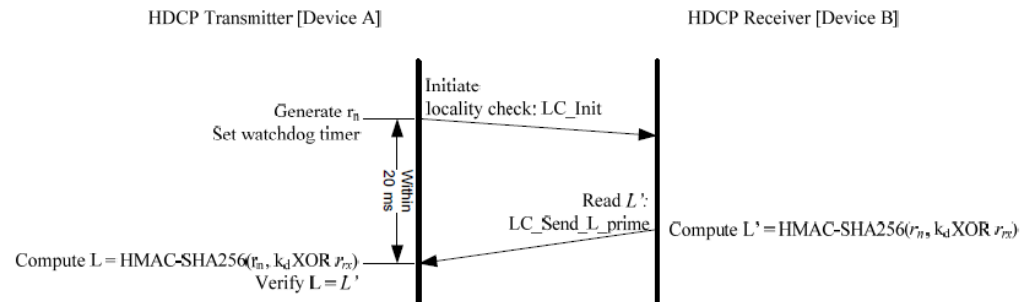 HDCP Transmitter [Device A]
HDCP Receiver [Device B]
Initiate
locality check: LC_Init
Generate rn
Set watchdog timer
Within
20 ms
Read L':
LC_Send_L_prime
Compute L' = HMAC-SHA256(rn, kd XOR rrx)
Compute L = HMAC-SHA256(rn, kd XOR rrx)
Verify L = L'